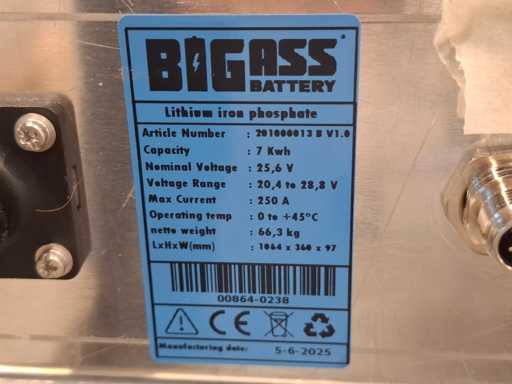 BIGASS
BATTERY
Lithium iron phosphate
Article Number : 201000013 B V1.0
Capacity : 7 Kwh
Nominal Voltage : 25,6 V
Voltage Range : 20,4 to 28,8 V
Max Current : 250 A
Operating temp : 0 to +45°C
netto weight : 66,3 kg
LxHxW(mm) : 1064 x 360 x 97
00864-0238
CE
Manufacturing date: 5-6-2025